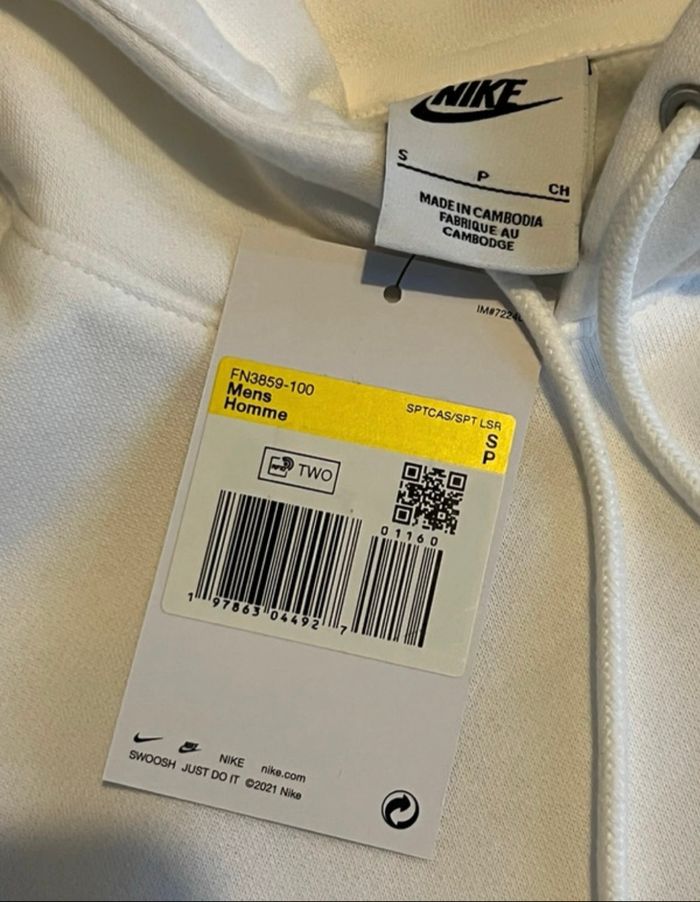 NIKE
S
P
CH
MADE IN CAMBODIA
FABRIQUE AU
CAMBODGE
FN3859-100
Mens
Homme
SPTCAS/SPT LSR
S
P
RFID TWO
01160
1 97863 04492 7
NIKE nike.com
SWOOSH JUST DO IT ©2021 Nike